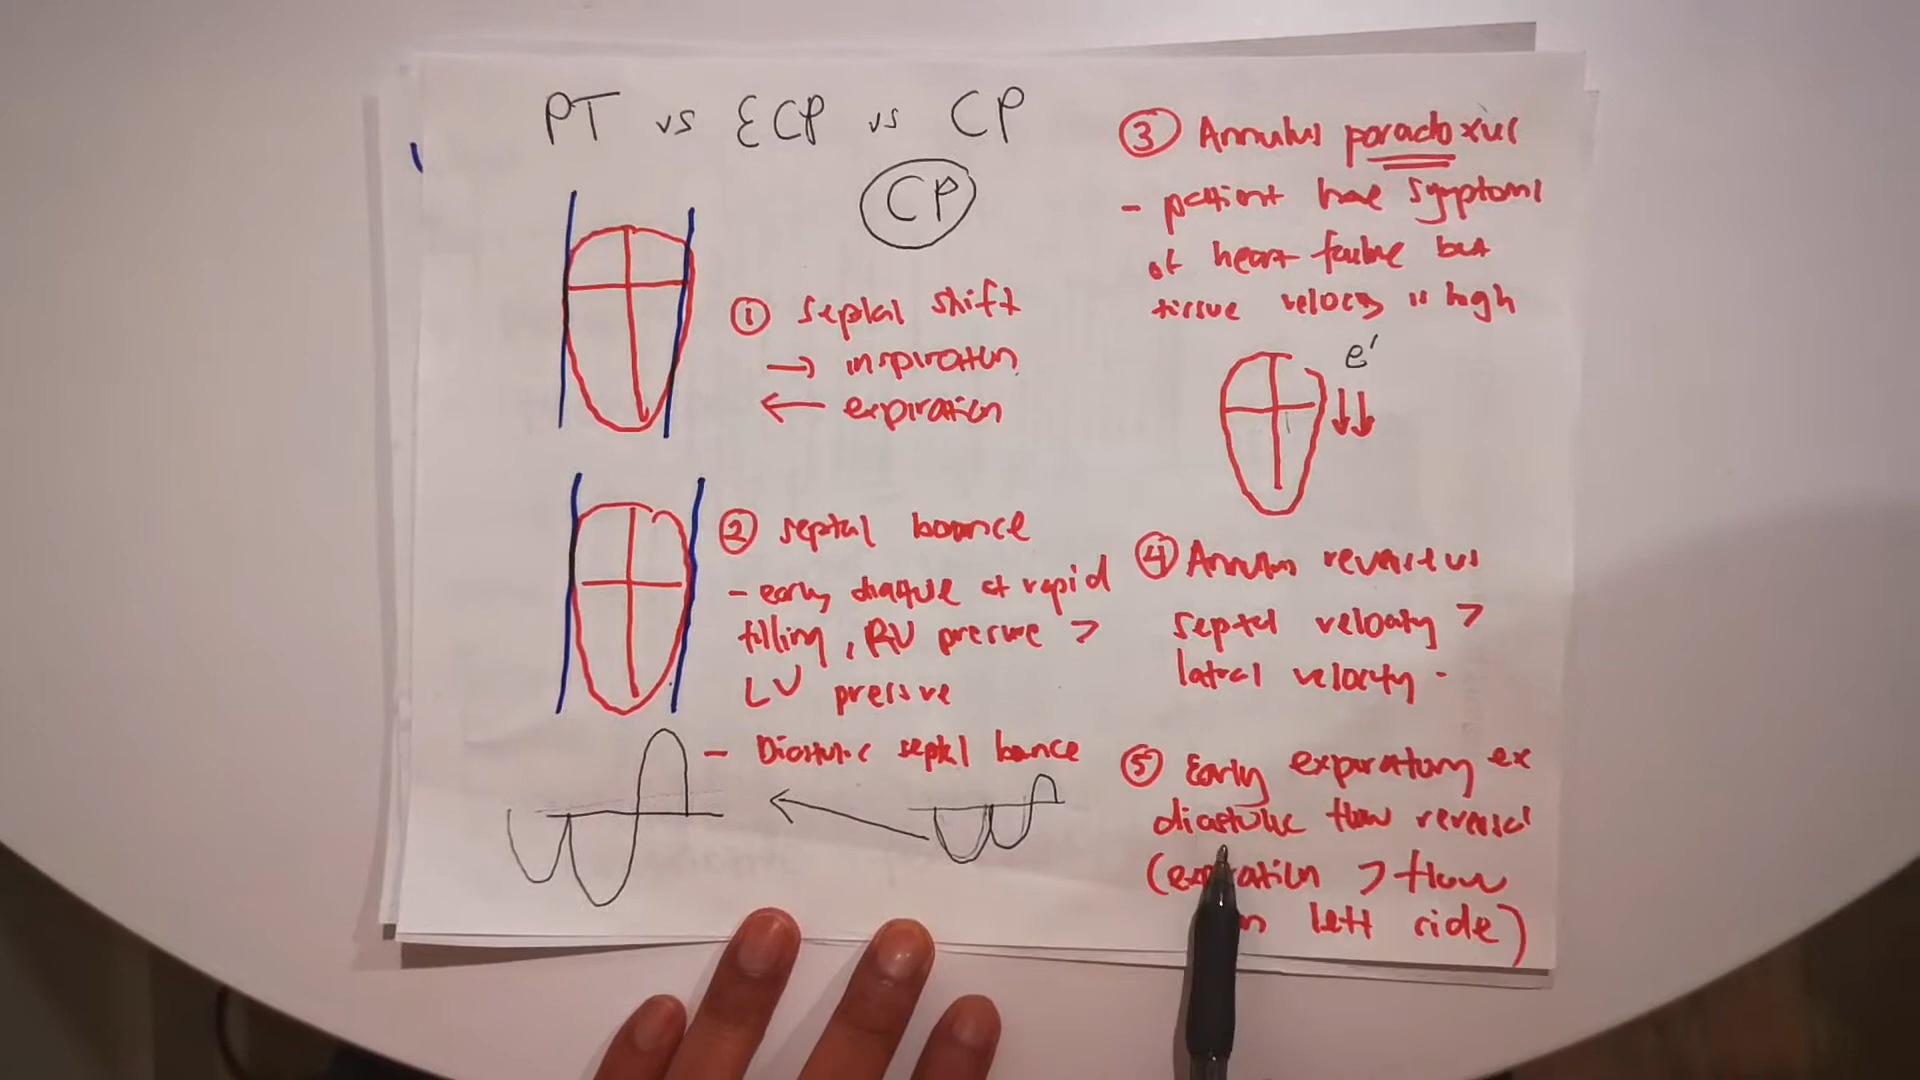 PT vs ECP vs CP
CP
① septal shift
→ inspiration
← expiration
② septal bounce
- early diastole at rapid
filling, RV pressure >
LV pressure
- Diastolic septal bounce
③ Annulus paradoxus
- patient have symptoms
of heart failure but
tissue velocity is high
e'
④ Annulus reversus
septal velocity >
lateral velocity
⑤ Early expiratory ex
diastolic flow reversal
(expiration > flow
in left side)